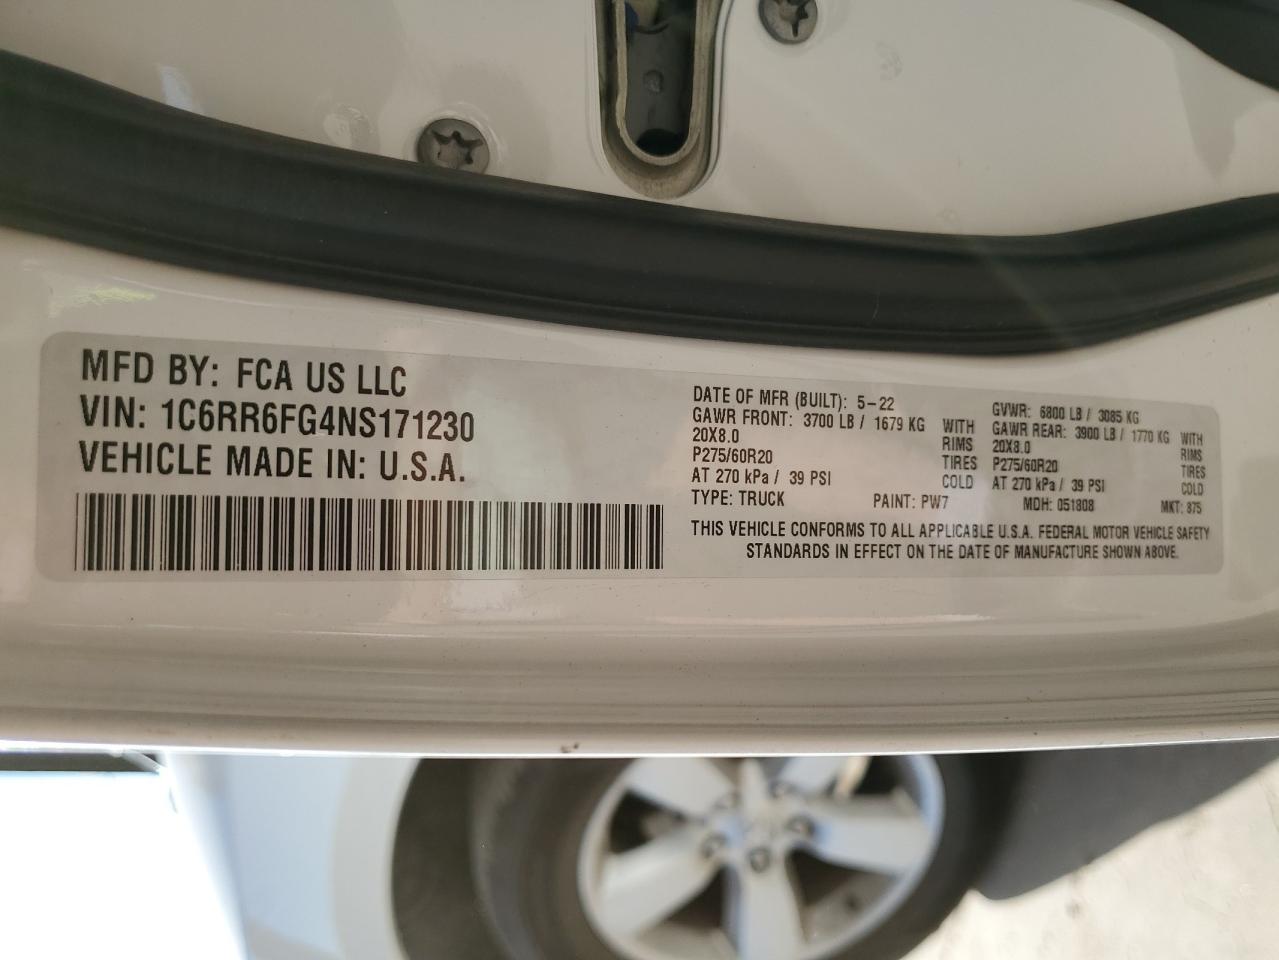 MFD BY: FCA US LLC
VIN: 1C6RR6FG4NS171230
VEHICLE MADE IN: U.S.A.
DATE OF MFR (BUILT): 5-22
GAWR FRONT: 3700 LB / 1679 KG WITH
20X8.0 RIMS
P275/60R20 TIRES
AT 270 kPa / 39 PSI COLD
TYPE: TRUCK PAINT: PW7
GVWR: 6800 LB / 3085 KG
GAWR REAR: 3900 LB / 1770 KG WITH
20X8.0 RIMS
P275/60R20 TIRES
AT 270 kPa / 39 PSI COLD
MDH: 051808 MKT: 875
THIS VEHICLE CONFORMS TO ALL APPLICABLE U.S.A. FEDERAL MOTOR VEHICLE SAFETY
STANDARDS IN EFFECT ON THE DATE OF MANUFACTURE SHOWN ABOVE.